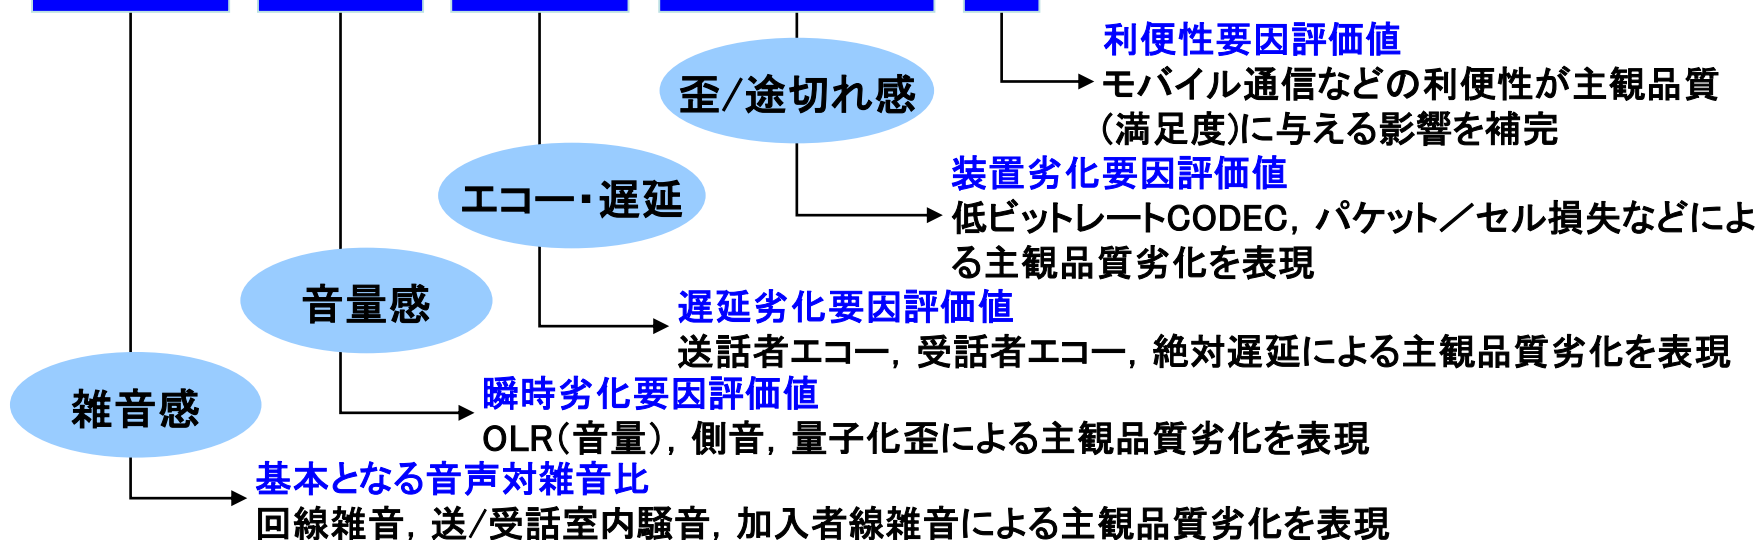 利便性要因評価値
モバイル通信などの利便性が主観品質
(満足度)に与える影響を補完
歪/途切れ感
装置劣化要因評価値
低ビットレートCODEC, パケット／セル損失などによ
る主観品質劣化を表現
エコー・遅延
遅延劣化要因評価値
送話者エコー, 受話者エコー, 絶対遅延による主観品質劣化を表現
音量感
瞬時劣化要因評価値
OLR(音量), 側音, 量子化歪による主観品質劣化を表現
雑音感
基本となる音声対雑音比
回線雑音, 送/受話室内騒音, 加入者線雑音による主観品質劣化を表現